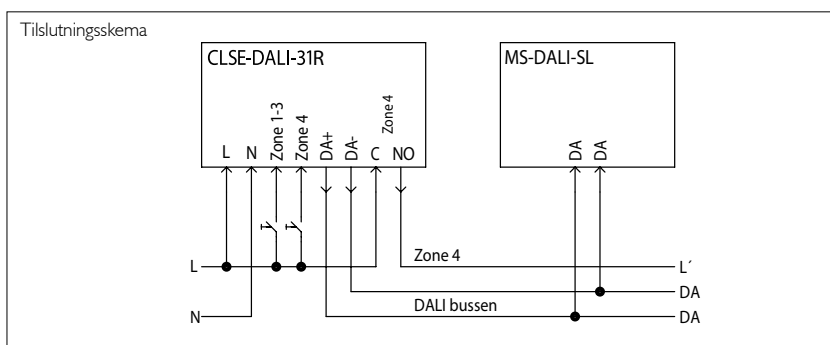 Tilslutningsskema
CLSE-DALI-31R
MS-DALI-SL
L
N
Zone 1-3
Zone 4
DA+
DA-
C
Zone 4
NO
DA
DA
L
Zone 4
L´
DA
DALI bussen
N
DA